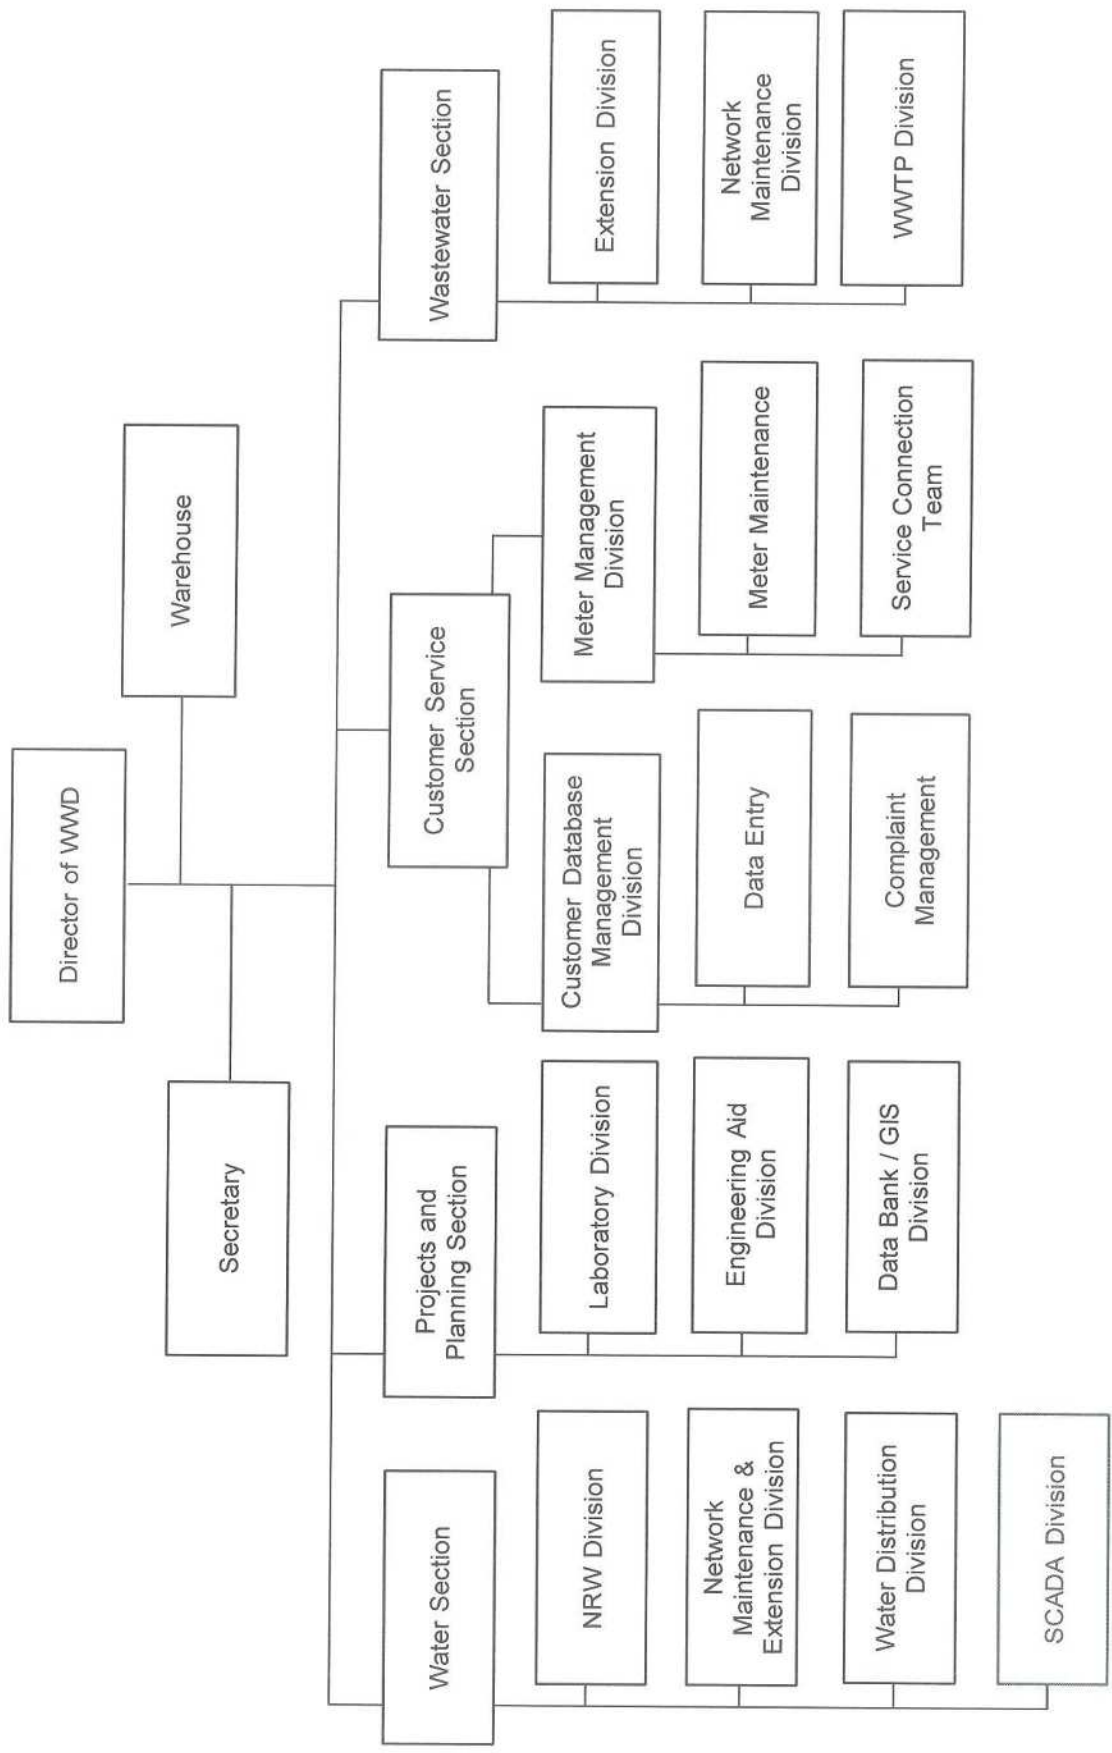 Director of WWD
Warehouse
Secretary
Water Section
NRW Division
Network
Maintenance &
Extension Division
Water Distribution
Division
SCADA Division
Projects and
Planning Section
Laboratory Division
Engineering Aid
Division
Data Bank / GIS
Division
Customer Service
Section
Customer Database
Management
Division
Data Entry
Complaint
Management
Meter Management
Division
Meter Maintenance
Service Connection
Team
Wastewater Section
Extension Division
Network
Maintenance
Division
WWTP Division